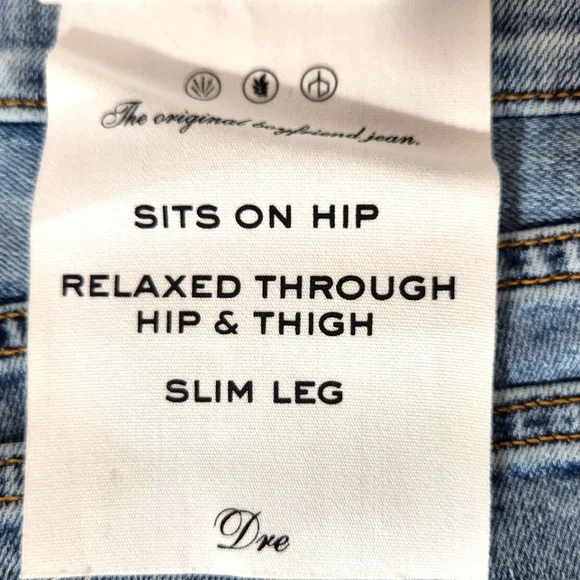 The original boyfriend jean.
SITS ON HIP
RELAXED THROUGH
HIP & THIGH
SLIM LEG
Dre